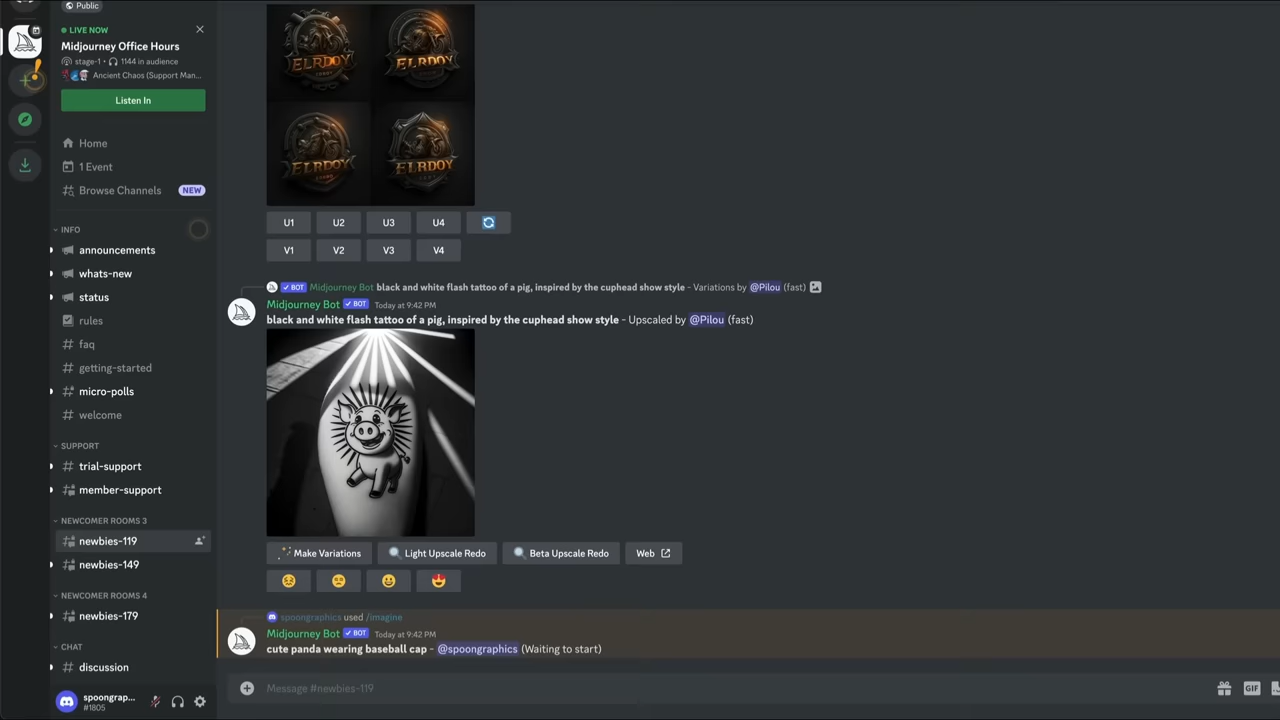 Public
LIVE NOW
Midjourney Office Hours
stage-1 • 1144 in audience
Ancient Chaos (Support Man...
Listen In
Home
1 Event
Browse Channels NEW
INFO
announcements
whats-new
status
rules
faq
getting-started
micro-polls
welcome
SUPPORT
trial-support
member-support
NEWCOMER ROOMS 3
newbies-119
newbies-149
NEWCOMER ROOMS 4
newbies-179
CHAT
discussion
spoongrap...
#1805
ELRDOY ELRDOY
ELRDOY ELRDOY
U1 U2 U3 U4
V1 V2 V3 V4
BOT Midjourney Bot black and white flash tattoo of a pig, inspired by the cuphead show style - Variations by @Pilou (fast)
Midjourney Bot BOT Today at 9:42 PM
black and white flash tattoo of a pig, inspired by the cuphead show style - Upscaled by @Pilou (fast)
Make Variations Light Upscale Redo Beta Upscale Redo Web
spoongraphics used /imagine
Midjourney Bot BOT Today at 9:42 PM
cute panda wearing baseball cap - @spoongraphics (Waiting to start)
Message #newbies-119
GIF